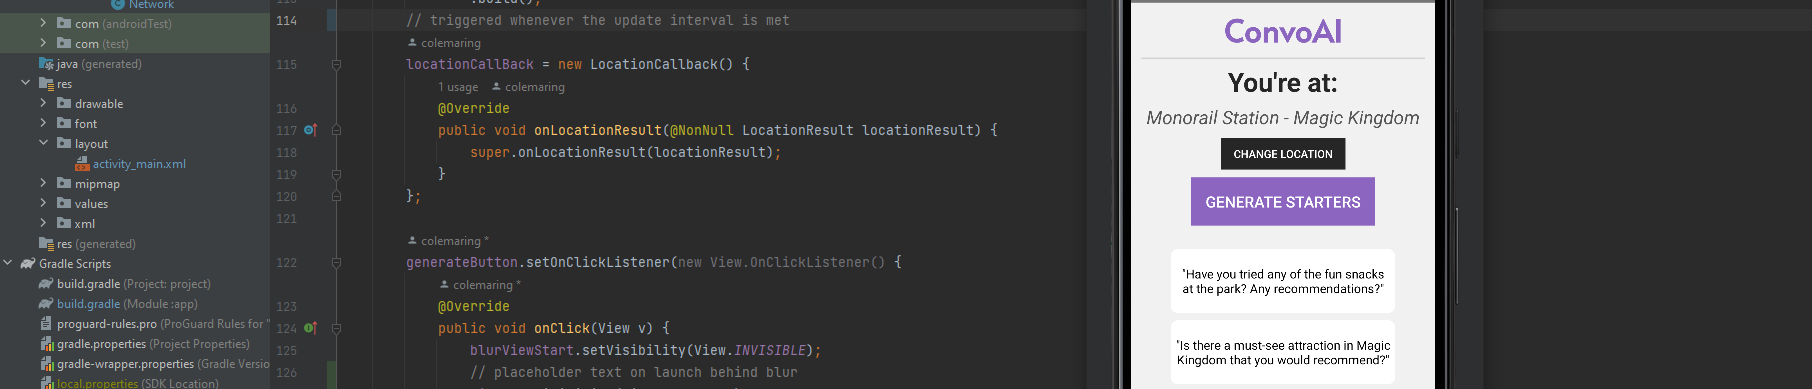 Network
com (androidTest)
com (test)
java (generated)
res
drawable
font
layout
activity_main.xml
mipmap
values
xml
res (generated)
Gradle Scripts
build.gradle (Project: project)
build.gradle (Module :app)
proguard-rules.pro (ProGuard Rules for "
gradle.properties (Project Properties)
gradle-wrapper.properties (Gradle Versio
local.properties (SDK Location)
.build();
114 // triggered whenever the update interval is met
colemaring
115 locationCallBack = new LocationCallback() {
1 usage colemaring
116 @Override
117 public void onLocationResult(@NonNull LocationResult locationResult) {
118 super.onLocationResult(locationResult);
119 }
120 };
121
colemaring *
122 generateButton.setOnClickListener(new View.OnClickListener() {
colemaring *
123 @Override
124 public void onClick(View v) {
125 blurViewStart.setVisibility(View.INVISIBLE);
126 // placeholder text on launch behind blur
ConvoAI
You're at:
Monorail Station - Magic Kingdom
CHANGE LOCATION
GENERATE STARTERS
"Have you tried any of the fun snacks
at the park? Any recommendations?"
"Is there a must-see attraction in Magic
Kingdom that you would recommend?"